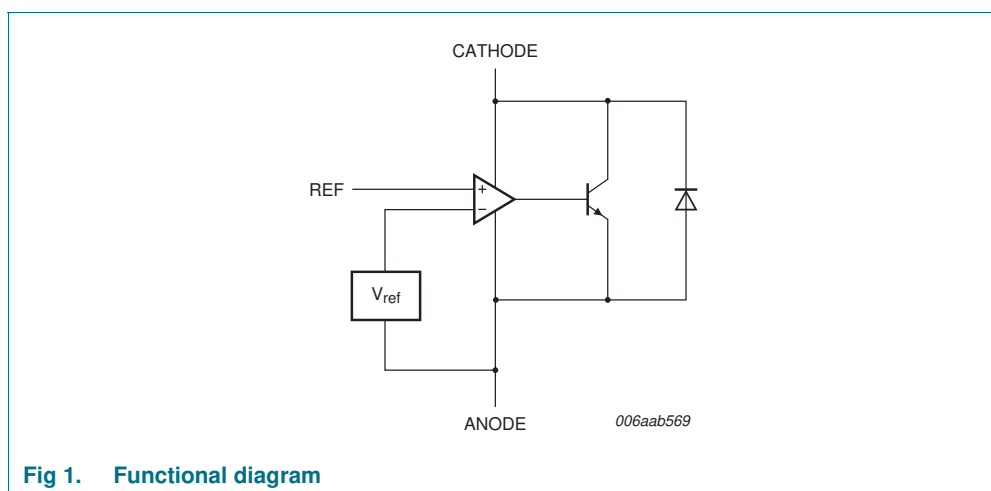 CATHODE
REF
+
−
Vref
ANODE
006aab569
Fig 1. Functional diagram